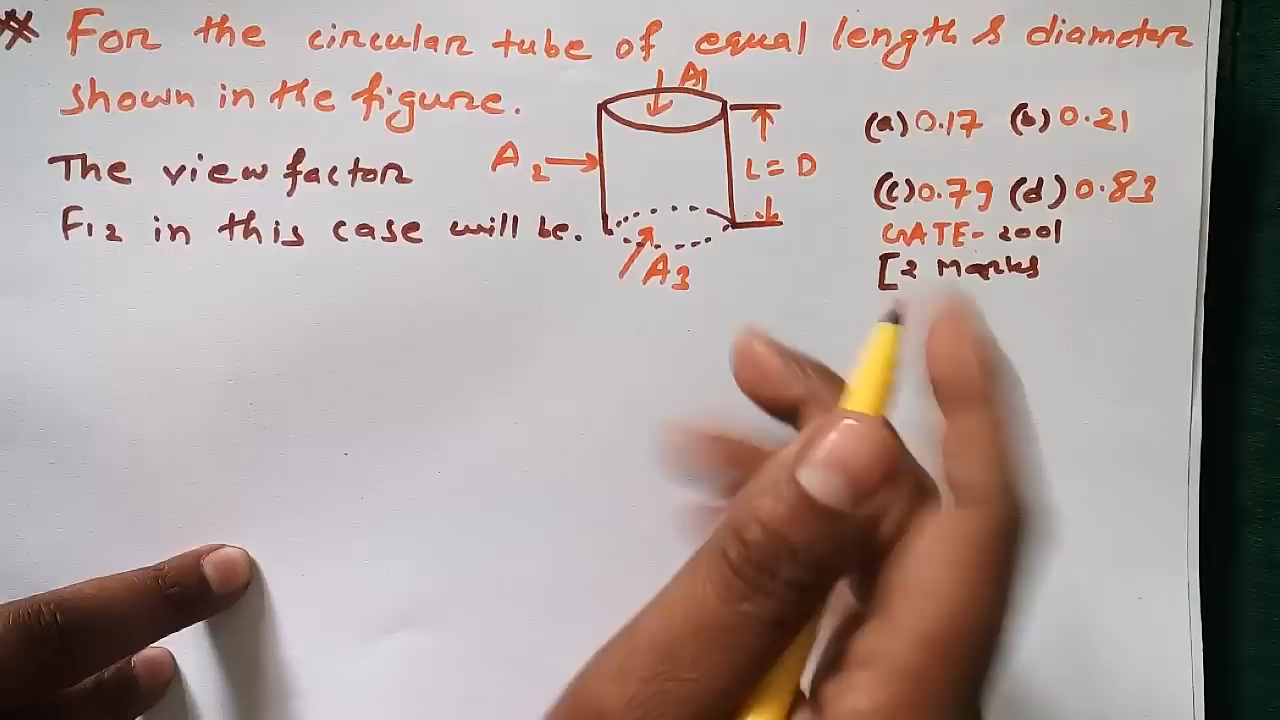 ※ For the circular tube of equal length & diameter
shown in the figure.
The view factor
F12 in this case will be.
A1
A2
L = D
A3
(a) 0.17 (b) 0.21
(c) 0.79 (d) 0.83
GATE-2001
[2 Marks